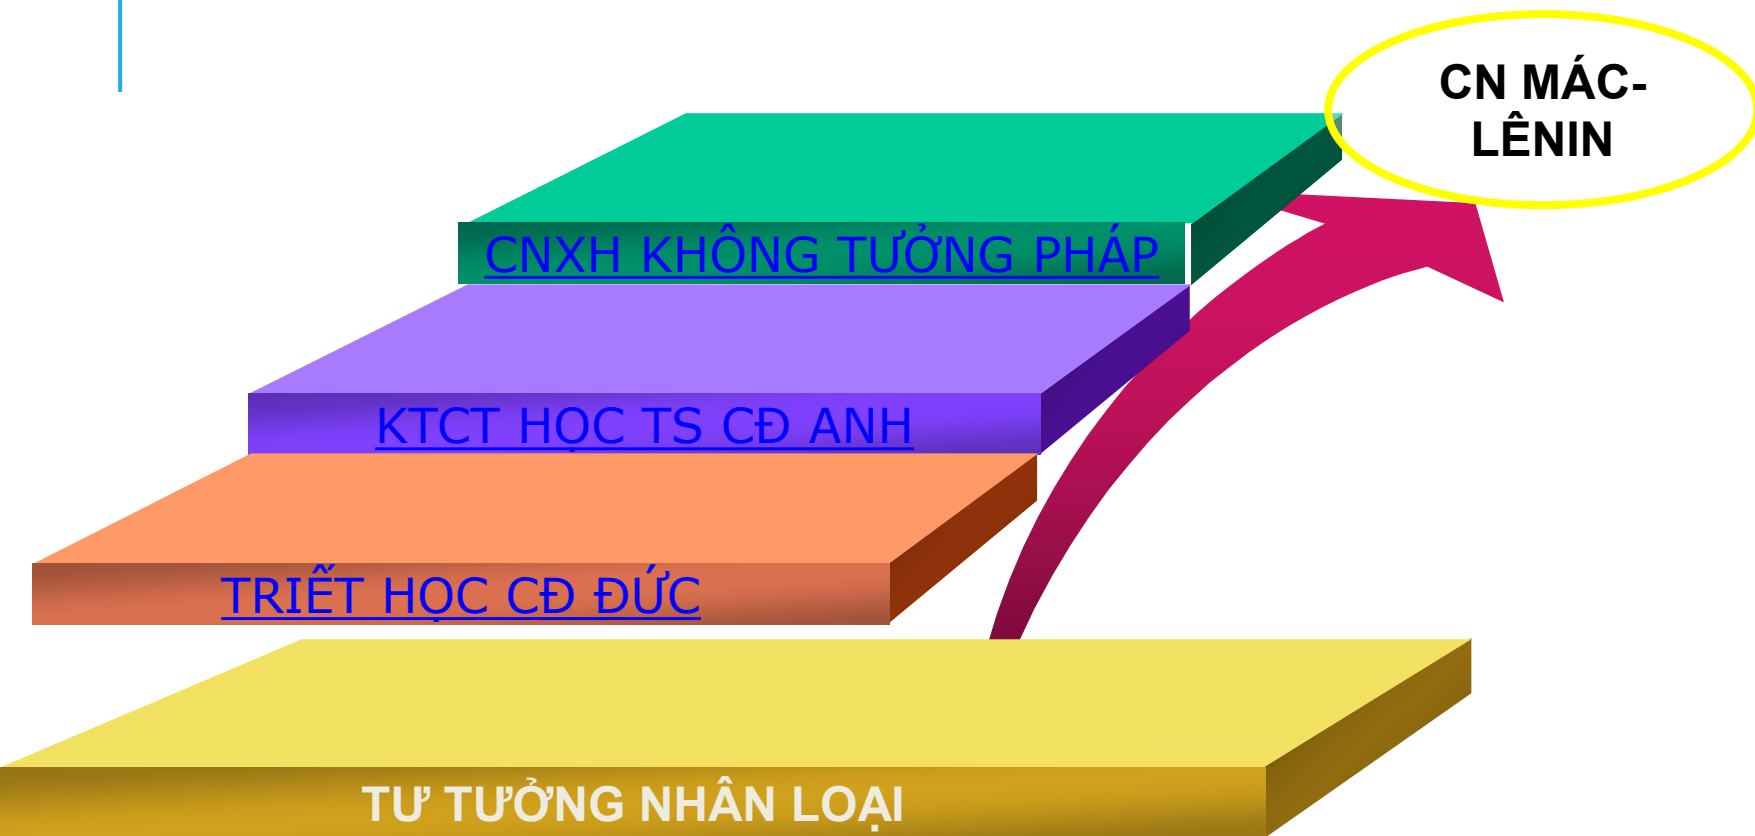 CN MÁC-
LÊNIN
CNXH KHÔNG TƯỞNG PHÁP
KTCT HỌC TS CĐ ANH
TRIẾT HỌC CĐ ĐỨC
TƯ TƯỞNG NHÂN LOẠI